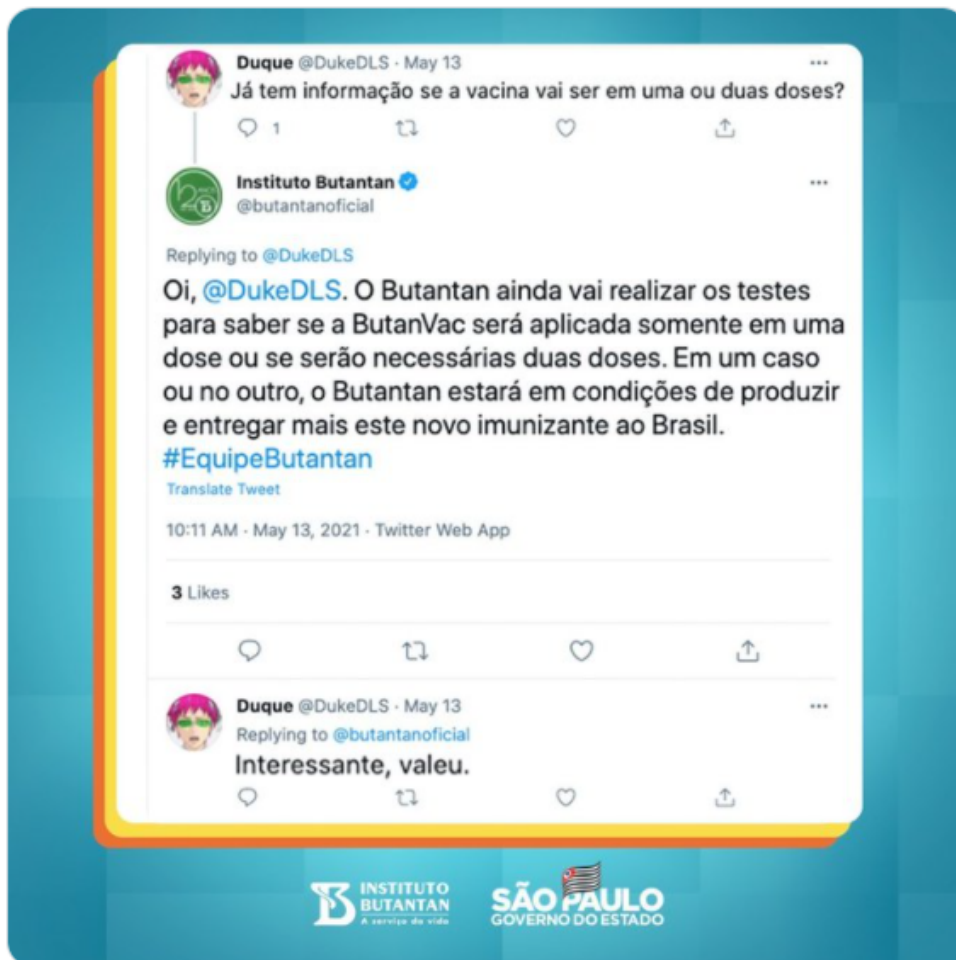 Duque @DukeDLS · May 13
Já tem informação se a vacina vai ser em uma ou duas doses?
1
Instituto Butantan
@butantanoficial
Replying to @DukeDLS
Oi, @DukeDLS. O Butantan ainda vai realizar os testes
para saber se a ButanVac será aplicada somente em uma
dose ou se serão necessárias duas doses. Em um caso
ou no outro, o Butantan estará em condições de produzir
e entregar mais este novo imunizante ao Brasil.
#EquipeButantan
Translate Tweet
10:11 AM · May 13, 2021 · Twitter Web App
3 Likes
Duque @DukeDLS · May 13
Replying to @butantanoficial
Interessante, valeu.
INSTITUTO
BUTANTAN
A serviço da vida
SÃO PAULO
GOVERNO DO ESTADO